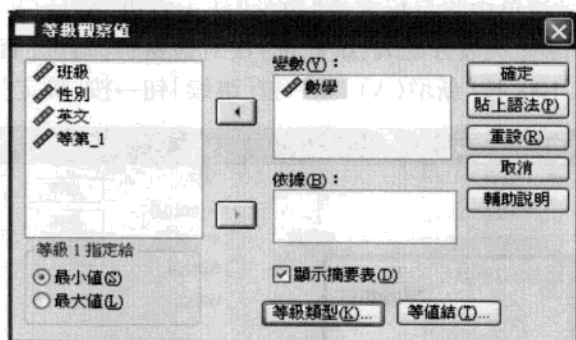 等級觀察值
班級
性別
英文
等第_1
變數(V)：
數學
依據(B)：
確定
貼上語法(P)
重設(R)
取消
輔助説明
等級 1 指定給
最小值(S)
最大值(L)
顯示摘要表(D)
等級類型(K)...
等值結(T)...